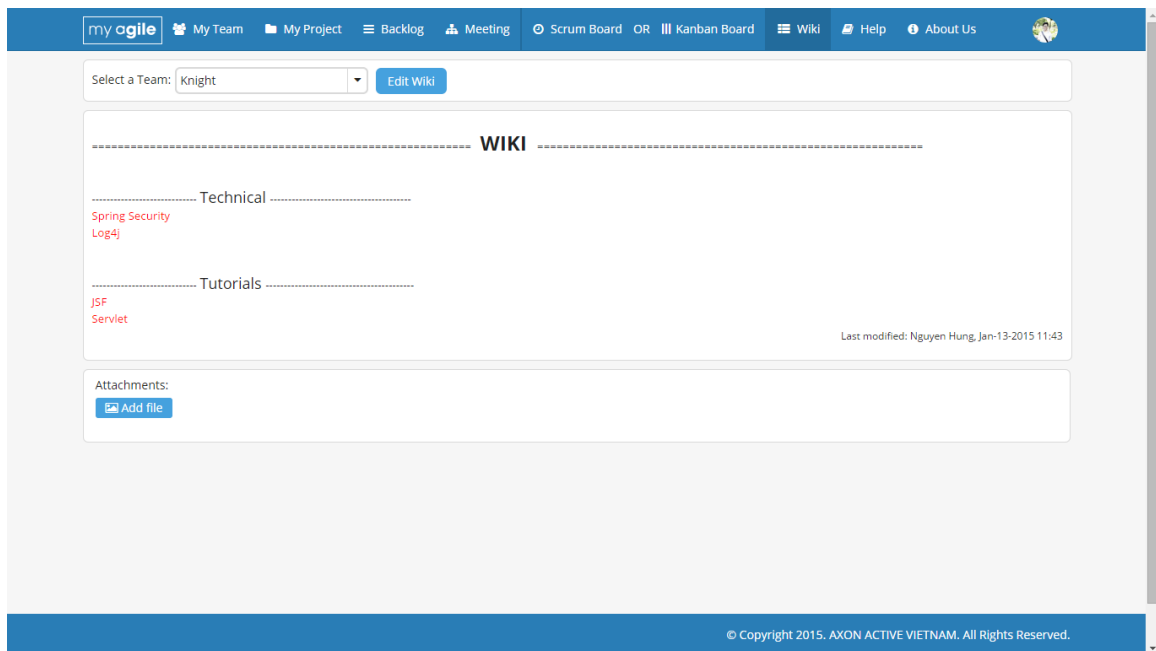 my agile My Team My Project Backlog Meeting Scrum Board OR Kanban Board Wiki Help About Us
Select a Team: Knight Edit Wiki
WIKI
Technical
Spring Security
Log4j
Tutorials
JSF
Servlet
Last modified: Nguyen Hung, Jan-13-2015 11:43
Attachments:
Add file
© Copyright 2015. AXON ACTIVE VIETNAM. All Rights Reserved.